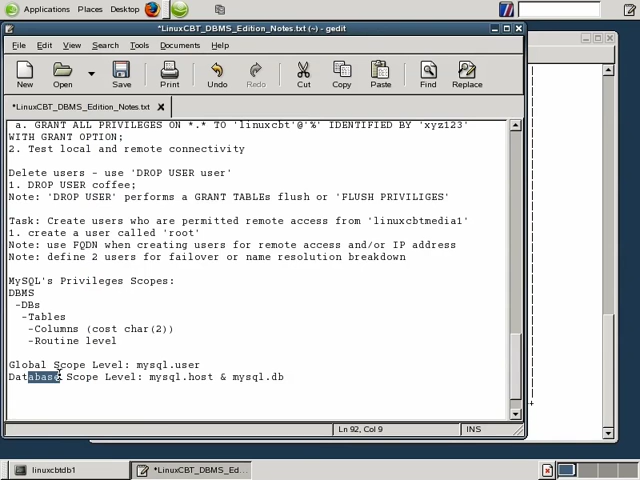 Applications Places Desktop
*LinuxCBT_DBMS_Edition_Notes.txt (~) - gedit
File Edit View Search Tools Documents Help
New Open Save Print Undo Redo Cut Copy Paste Find Replace
*LinuxCBT_DBMS_Edition_Notes.txt
a. GRANT ALL PRIVILEGES ON *.* TO 'linuxcbt'@'%' IDENTIFIED BY 'xyz123'
WITH GRANT OPTION;
2. Test local and remote connectivity
Delete users - use 'DROP USER user'
1. DROP USER coffee;
Note: 'DROP USER' performs a GRANT TABLEs flush or 'FLUSH PRIVILIGES'
Task: Create users who are permitted remote access from 'linuxcbtmedia1'
1. create a user called 'root'
Note: use FQDN when creating users for remote access and/or IP address
Note: define 2 users for failover or name resolution breakdown
MySQL's Privileges Scopes:
DBMS
-DBs
-Tables
-Columns (cost char(2))
-Routine level
Global Scope Level: mysql.user
Database Scope Level: mysql.host & mysql.db
Ln 92, Col 9 INS
linuxcbtdb1 *LinuxCBT_DBMS_Ed...